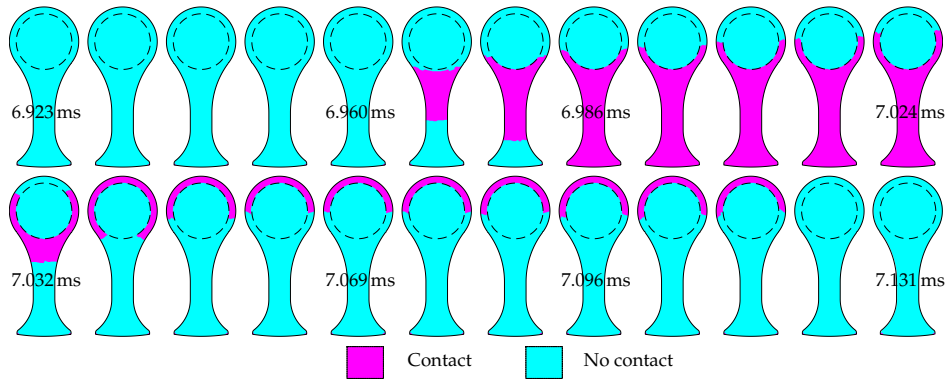 6.923 ms 6.960 ms 6.986 ms 7.024 ms
7.032 ms 7.069 ms 7.096 ms 7.131 ms
Contact No contact